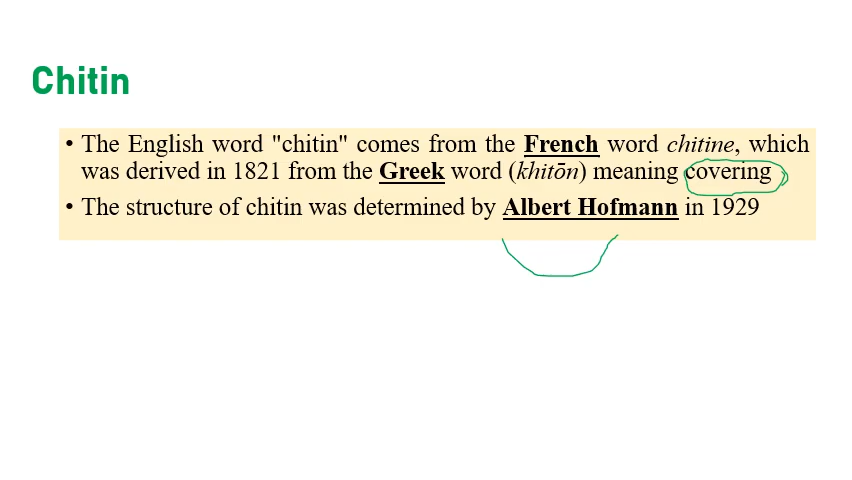 Chitin
• The English word "chitin" comes from the French word chitine, which
was derived in 1821 from the Greek word (khitōn) meaning covering
• The structure of chitin was determined by Albert Hofmann in 1929